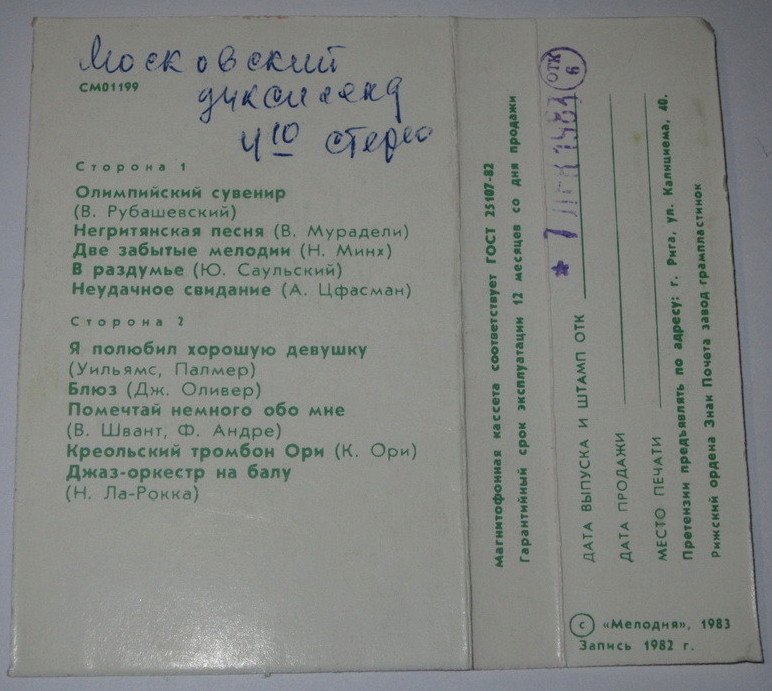 Московский
диксиленд
4 10 стерео
СМ01199
Сторона 1
Олимпийский сувенир
(В. Рубашевский)
Негритянская песня (В. Мурадели)
Две забытые мелодии (Н. Минх)
В раздумье (Ю. Саульский)
Неудачное свидание (А. Цфасман)
Сторона 2
Я полюбил хорошую девушку
(Уильямс, Палмер)
Блюз (Дж. Оливер)
Помечтай немного обо мне
(В. Швант, Ф. Андре)
Креольский тромбон Ори (К. Ори)
Джаз-оркестр на балу
(Н. Ла-Рокка)
Магнитофонная кассета соответствует ГОСТ 25107-82
Гарантийный срок эксплуатации 12 месяцев со дня продажи
ДАТА ВЫПУСКА И ШТАМП ОТК
ОТК
6
ДАТА ПРОДАЖИ
МЕСТО ПЕЧАТИ
Претензии предъявлять по адресу: г. Рига, ул. Калнциема, 40.
Рижский ордена Знак Почета завод грампластинок
с «Мелодия», 1983
Запись 1982 г.